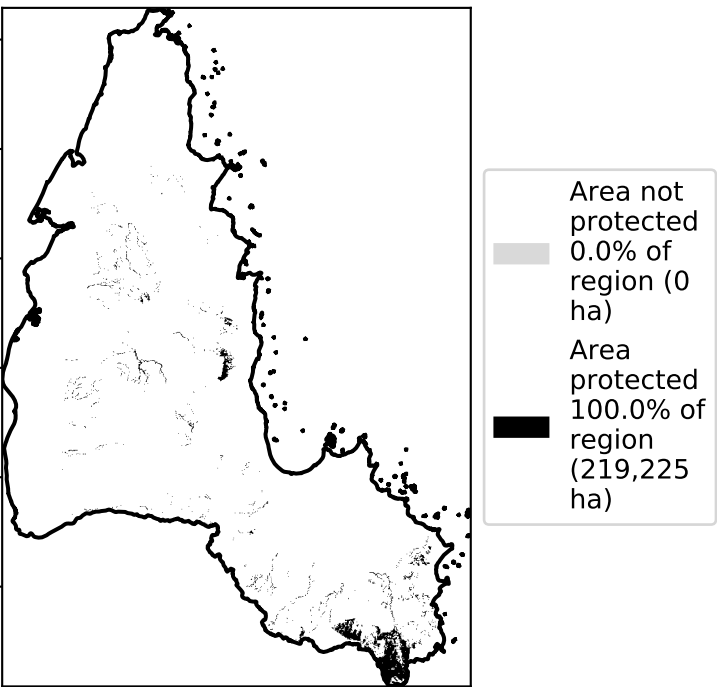 Area not
protected
0.0% of
region (0
ha)
Area
protected
100.0% of
region
(219,225
ha)